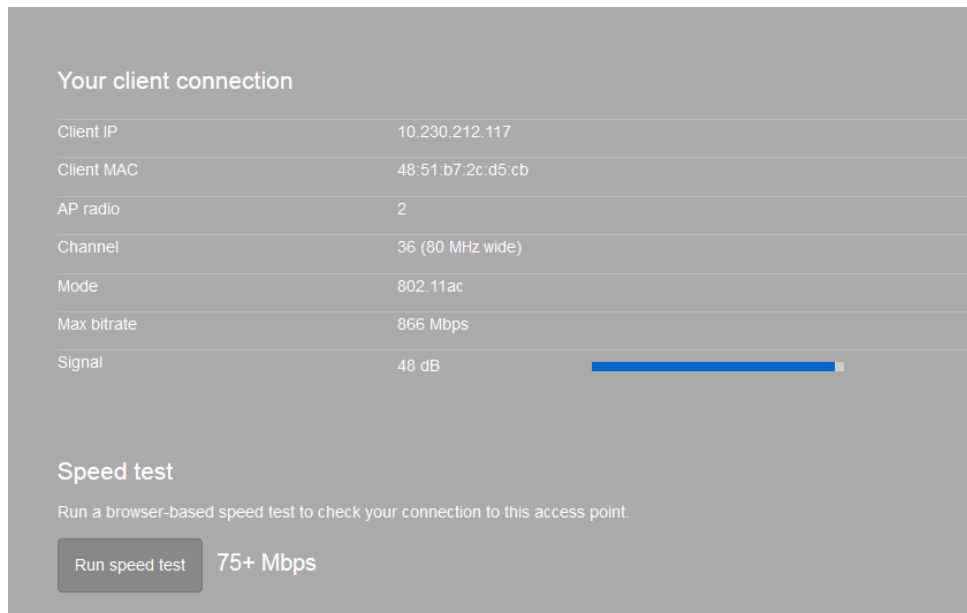 Your client connection
Client IP 10.230.212.117
Client MAC 48:51:b7:2c:d5:cb
AP radio 2
Channel 36 (80 MHz wide)
Mode 802.11ac
Max bitrate 866 Mbps
Signal 48 dB
Speed test
Run a browser-based speed test to check your connection to this access point.
Run speed test 75+ Mbps